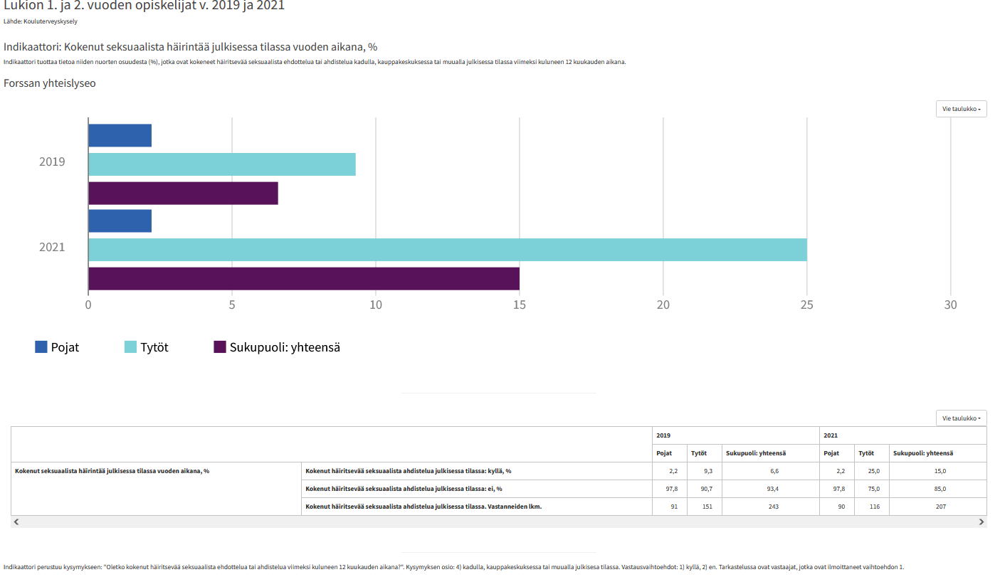 Lukion 1. ja 2. vuoden opiskelijat v. 2019 ja 2021
Lähde: Kouluterveyskysely
Indikaattori: Kokenut seksuaalista häirintää julkisessa tilassa vuoden aikana, %
Indikaattori tuottaa tietoa niiden nuorten osuudesta (%), jotka ovat kokeneet häiritsevää seksuaalista ehdottelua tai ahdistelua kadulla, kauppakeskuksessa tai muualla julkisessa tilassa viimeksi kuluneen 12 kuukauden aikana.
Forssan yhteislyseo
Vie taulukko
2019
2021
0 5 10 15 20 25 30
Pojat Tytöt Sukupuoli: yhteensä
Vie taulukko
2019 2021
Pojat Tytöt Sukupuoli: yhteensä Pojat Tytöt Sukupuoli: yhteensä
Kokenut seksuaalista häirintää julkisessa tilassa vuoden aikana, % Kokenut häiritsevää seksuaalista ahdistelua julkisessa tilassa: kyllä, % 2,2 9,3 6,6 2,2 25,0 15,0
Kokenut häiritsevää seksuaalista ahdistelua julkisessa tilassa: ei, % 97,8 90,7 93,4 97,8 75,0 85,0
Kokenut häiritsevää seksuaalista ahdistelua julkisessa tilassa. Vastanneiden lkm. 91 151 243 90 116 207
Indikaattori perustuu kysymykseen: "Oletko kokenut häiritsevää seksuaalista ehdottelua tai ahdistelua viimeksi kuluneen 12 kuukauden aikana?". Kysymyksen osio: 4) kadulla, kauppakeskuksessa tai muualla julkisesa tilassa. Vastausvaihtoehdot: 1) kyllä, 2) en. Tarkastelussa ovat vastaajat, jotka ovat ilmoittaneet vaihtoehdon 1.